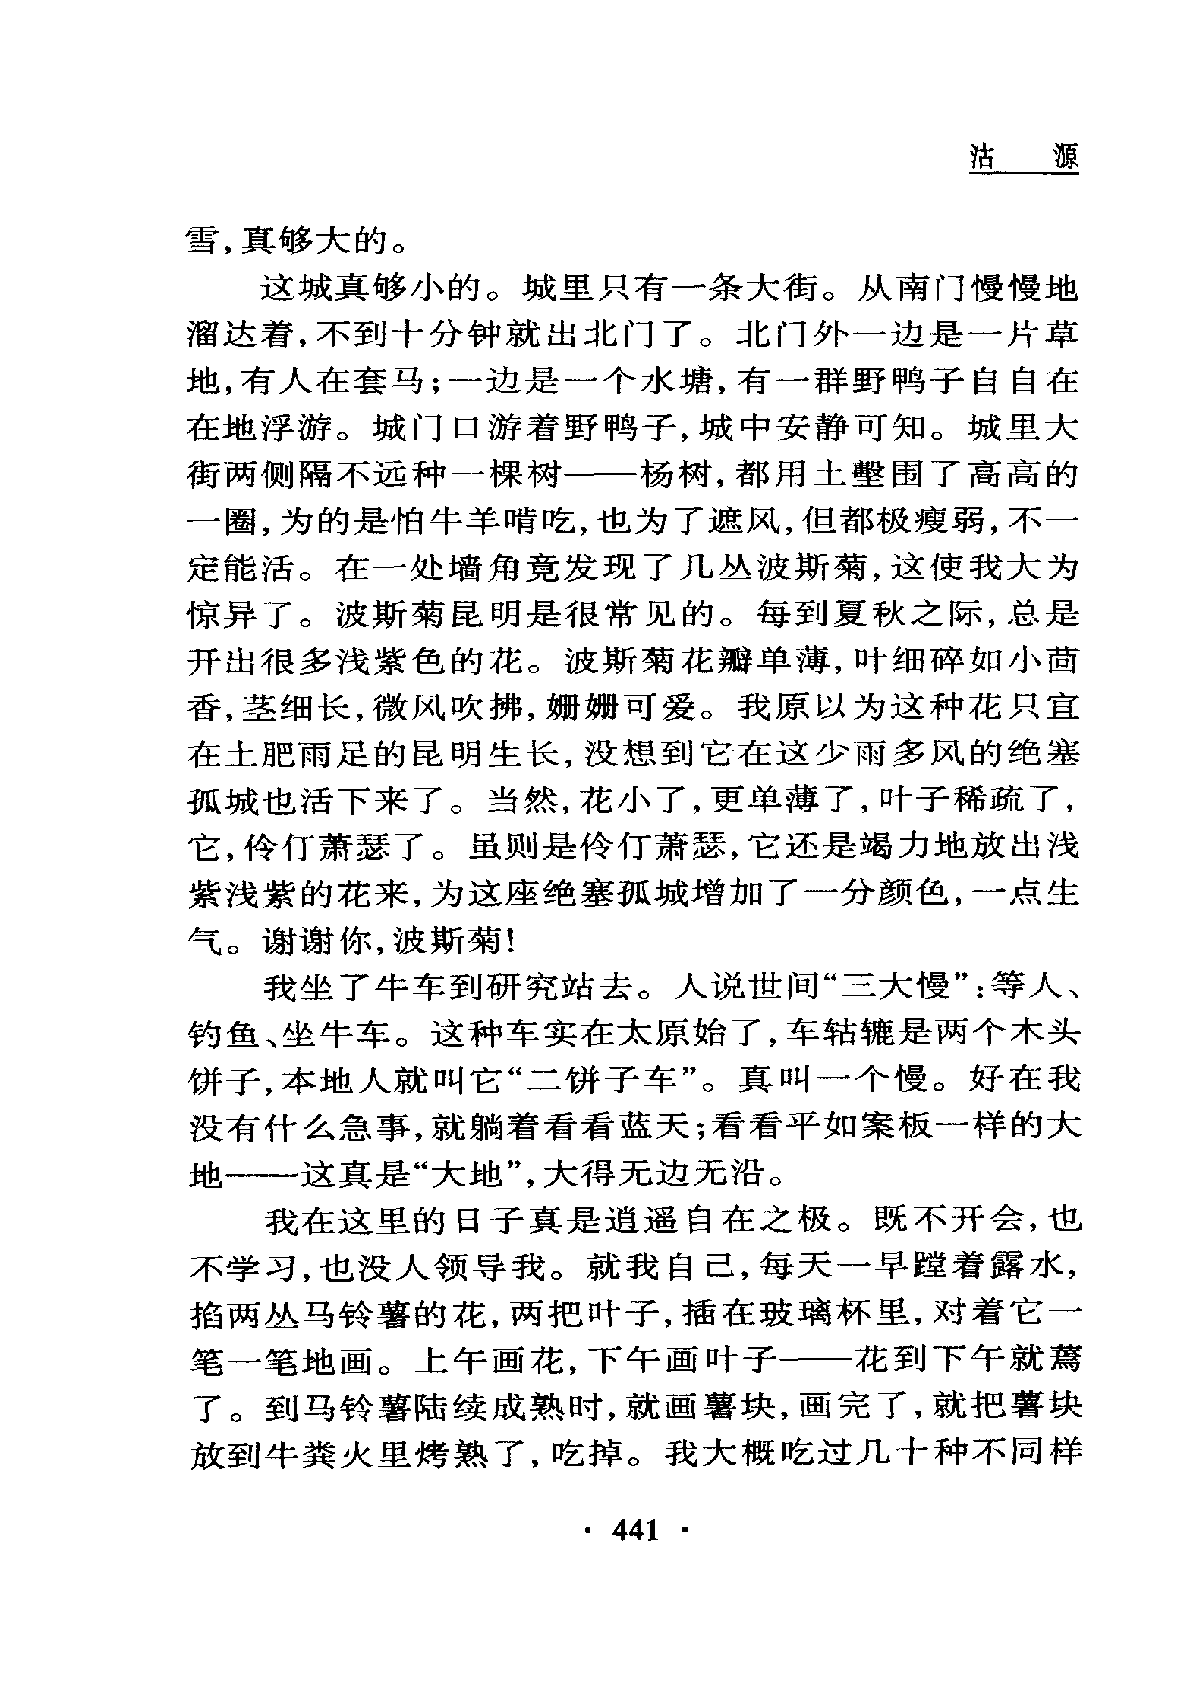 沽　源
雪,真够大的。
这城真够小的。城里只有一条大街。从南门慢慢地
溜达着,不到十分钟就出北门了。北门外一边是一片草
地,有人在套马;一边是一个水塘,有一群野鸭子自自在
在地浮游。城门口游着野鸭子,城中安静可知。城里大
街两侧隔不远种一棵树——杨树,都用土墼围了高高的
一圈,为的是怕牛羊啃吃,也为了遮风,但都极瘦弱,不一
定能活。在一处墙角竟发现了几丛波斯菊,这使我大为
惊异了。波斯菊昆明是很常见的。每到夏秋之际,总是
开出很多浅紫色的花。波斯菊花瓣单薄,叶细碎如小茴
香,茎细长,微风吹拂,姗姗可爱。我原以为这种花只宜
在土肥雨足的昆明生长,没想到它在这少雨多风的绝塞
孤城也活下来了。当然,花小了,更单薄了,叶子稀疏了,
它,伶仃萧瑟了。虽则是伶仃萧瑟,它还是竭力地放出浅
紫浅紫的花来,为这座绝塞孤城增加了一分颜色,一点生
气。谢谢你,波斯菊!
我坐了牛车到研究站去。人说世间“三大慢”:等人、
钓鱼、坐牛车。这种车实在太原始了,车轱辘是两个木头
饼子,本地人就叫它“二饼子车”。真叫一个慢。好在我
没有什么急事,就躺着看看蓝天;看看平如案板一样的大
地——这真是“大地”,大得无边无沿。
我在这里的日子真是逍遥自在之极。既不开会,也
不学习,也没人领导我。就我自己,每天一早蹚着露水,
掐两丛马铃薯的花,两把叶子,插在玻璃杯里,对着它一
笔一笔地画。上午画花,下午画叶子——花到下午就蔫
了。到马铃薯陆续成熟时,就画薯块,画完了,就把薯块
放到牛粪火里烤熟了,吃掉。我大概吃过几十种不同样
· 441 ·